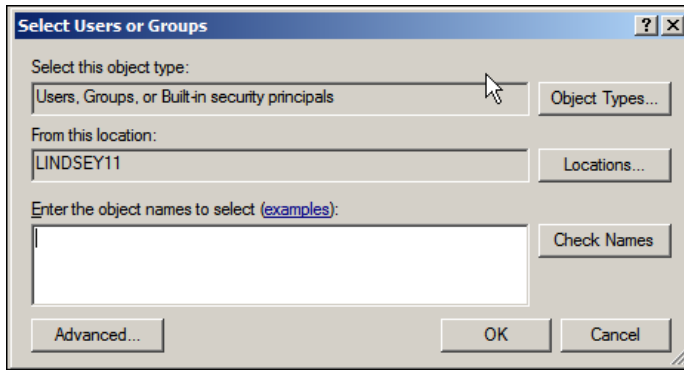 Select Users or Groups
Select this object type:
Users, Groups, or Built-in security principals
Object Types...
From this location:
LINDSEY11
Locations...
Enter the object names to select (examples):
Check Names
Advanced...
OK
Cancel